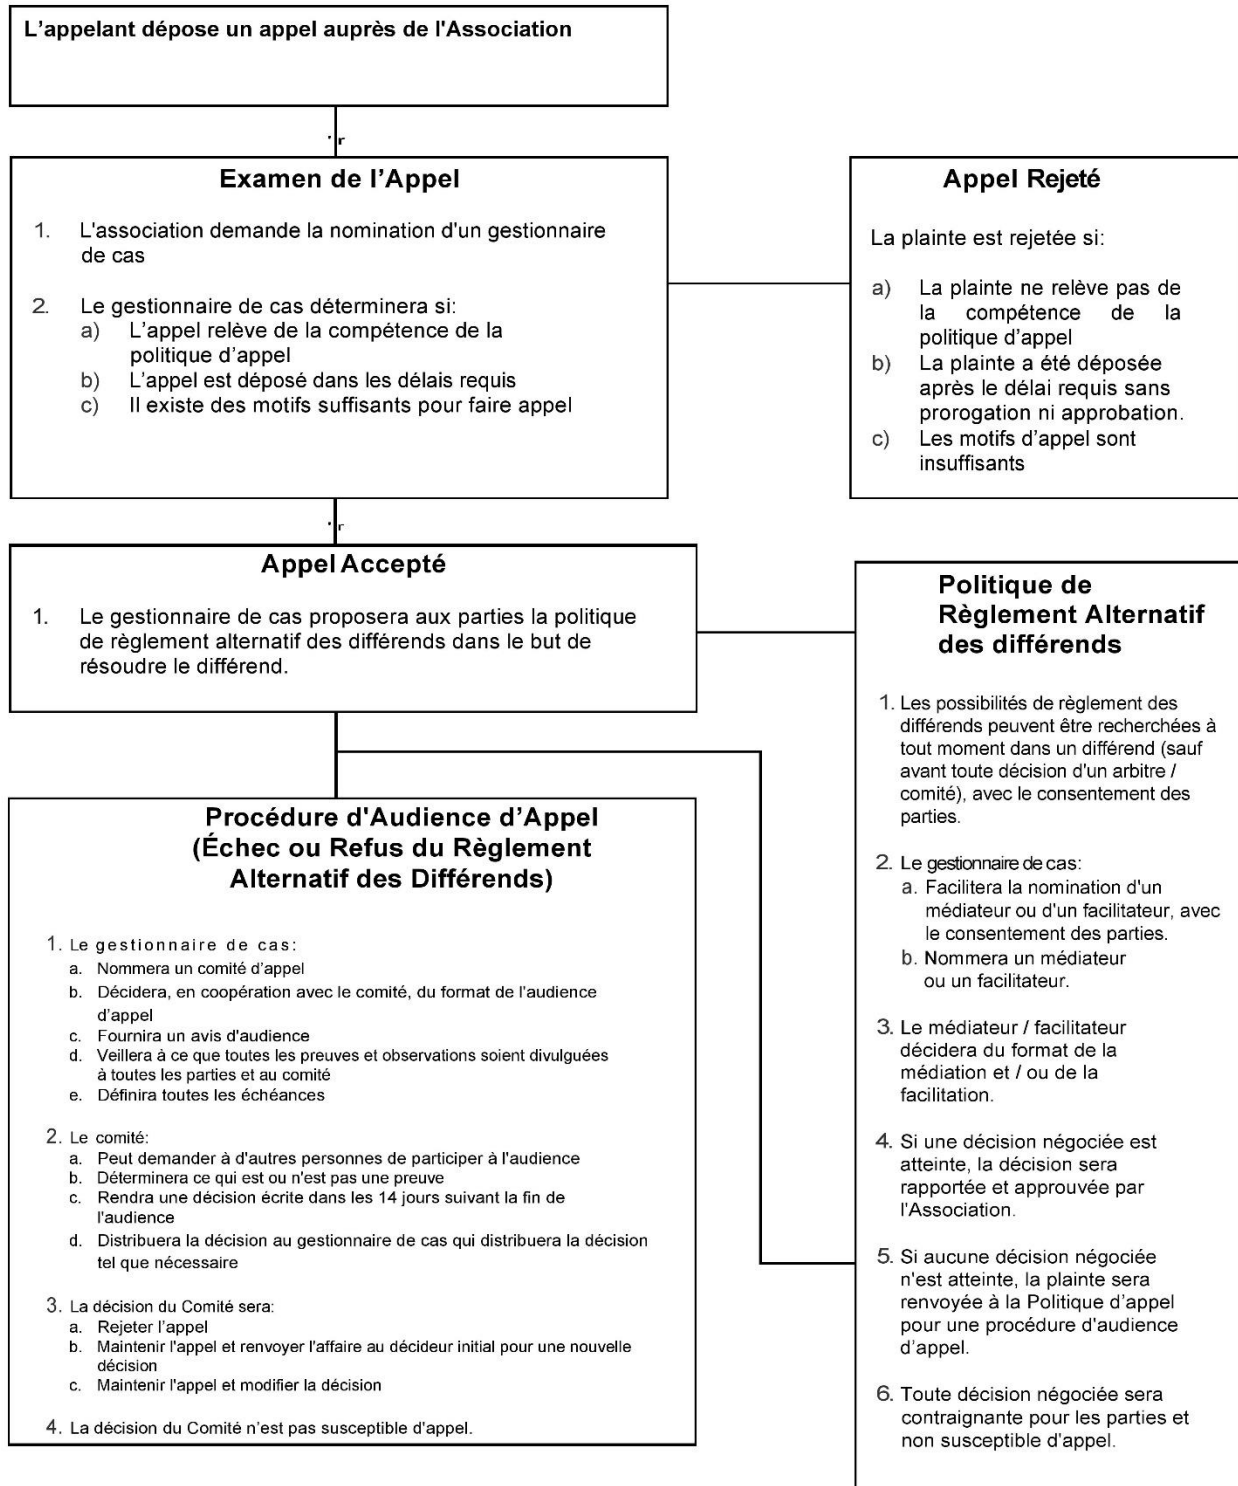 L'appelant dépose un appel auprès de l'Association
Examen de l'Appel
1. L'association demande la nomination d'un gestionnaire
de cas
2. Le gestionnaire de cas déterminera si:
a) L'appel relève de la compétence de la
politique d'appel
b) L'appel est déposé dans les délais requis
c) Il existe des motifs suffisants pour faire appel
Appel Rejeté
La plainte est rejetée si:
a) La plainte ne relève pas de
la compétence de la
politique d'appel
b) La plainte a été déposée
après le délai requis sans
prorogation ni approbation.
c) Les motifs d'appel sont
insuffisants
Appel Accepté
1. Le gestionnaire de cas proposera aux parties la politique
de règlement alternatif des différends dans le but de
résoudre le différend.
Procédure d'Audience d'Appel
(Échec ou Refus du Règlement
Alternatif des Différends)
1. Le gestionnaire de cas:
a. Nommera un comité d'appel
b. Décidera, en coopération avec le comité, du format de l'audience
d'appel
c. Fournira un avis d'audience
d. Veillera à ce que toutes les preuves et observations soient divulguées
à toutes les parties et au comité
e. Définira toutes les échéances
2. Le comité:
a. Peut demander à d'autres personnes de participer à l'audience
b. Déterminera ce qui est ou n'est pas une preuve
c. Rendra une décision écrite dans les 14 jours suivant la fin de
l'audience
d. Distribuera la décision au gestionnaire de cas qui distribuera la décision
tel que nécessaire
3. La décision du Comité sera:
a. Rejeter l'appel
b. Maintenir l'appel et renvoyer l'affaire au décideur initial pour une nouvelle
décision
c. Maintenir l'appel et modifier la décision
4. La décision du Comité n'est pas susceptible d'appel.
Politique de
Règlement Alternatif
des différends
1. Les possibilités de règlement des
différends peuvent être recherchées à
tout moment dans un différend (sauf
avant toute décision d'un arbitre /
comité), avec le consentement des
parties.
2. Le gestionnaire de cas:
a. Facilitera la nomination d'un
médiateur ou d'un facilitateur, avec
le consentement des parties.
b. Nommera un médiateur
ou un facilitateur.
3. Le médiateur / facilitateur
décidera du format de la
médiation et / ou de la
facilitation.
4. Si une décision négociée est
atteinte, la décision sera
rapportée et approuvée par
l'Association.
5. Si aucune décision négociée
n'est atteinte, la plainte sera
renvoyée à la Politique d'appel
pour une procédure d'audience
d'appel.
6. Toute décision négociée sera
contraignante pour les parties et
non susceptible d'appel.